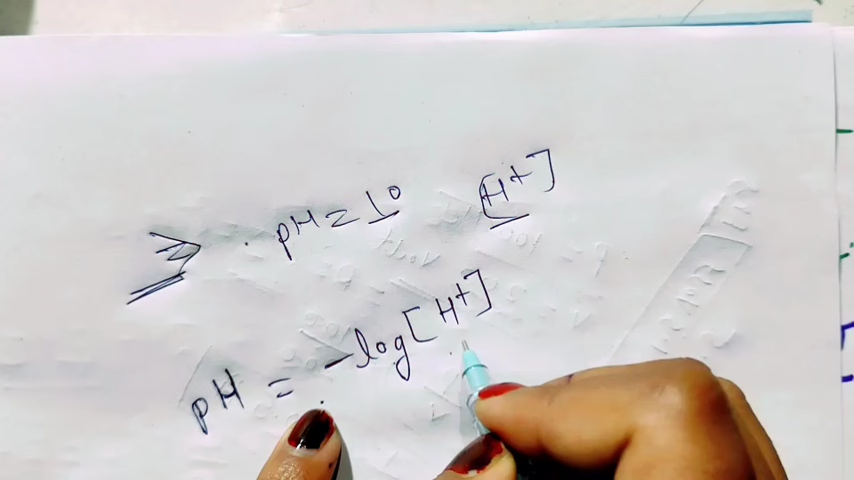 pH = 10 [H+]
pH = -log[H+]